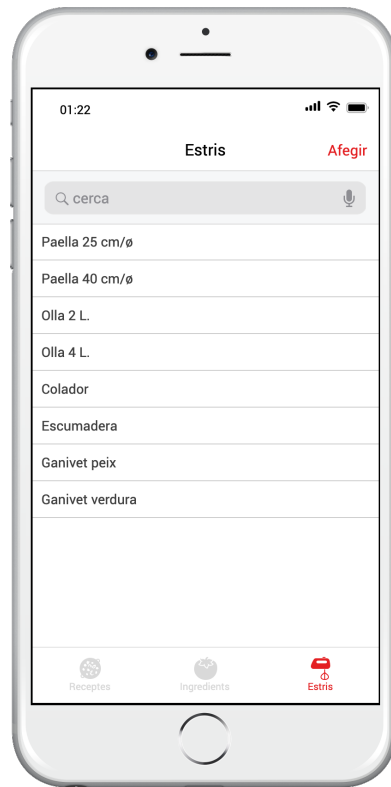 01:22
Estris Afegir
cerca
Paella 25 cm/ø
Paella 40 cm/ø
Olla 2 L.
Olla 4 L.
Colador
Escumadera
Ganivet peix
Ganivet verdura
Receptes Ingredients Estris